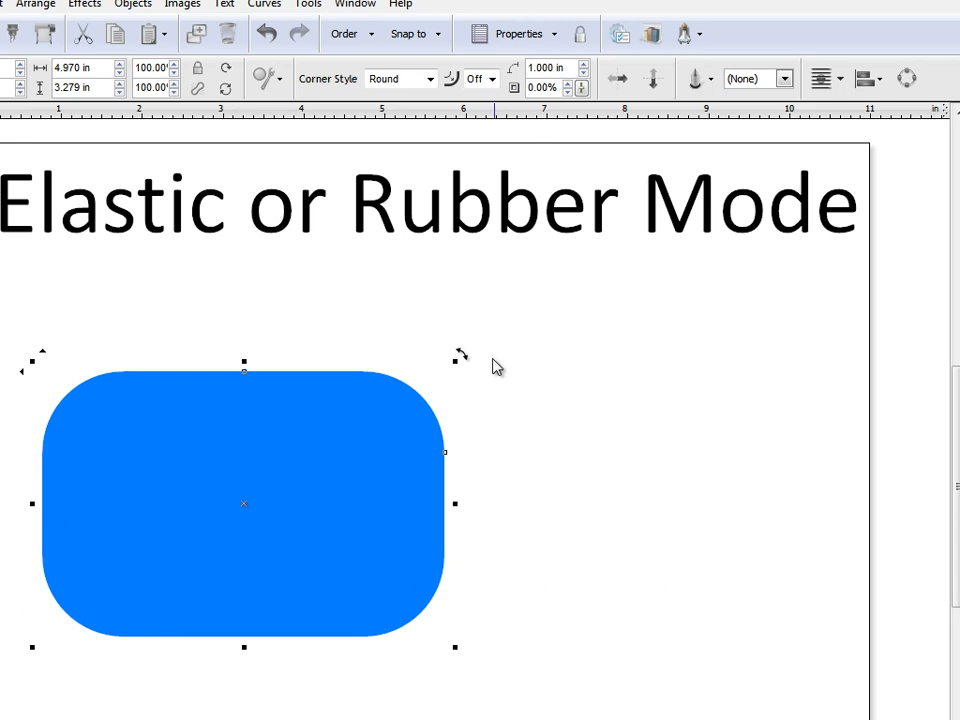 Arrange Effects Objects Images Text Curves Tools Window Help
Order Snap to Properties
4.970 in 100.00% Corner Style Round Off 1.000 in (None)
3.279 in 100.00% 0.00%
1 2 3 4 5 6 7 8 9 10 11 in
Elastic or Rubber Mode